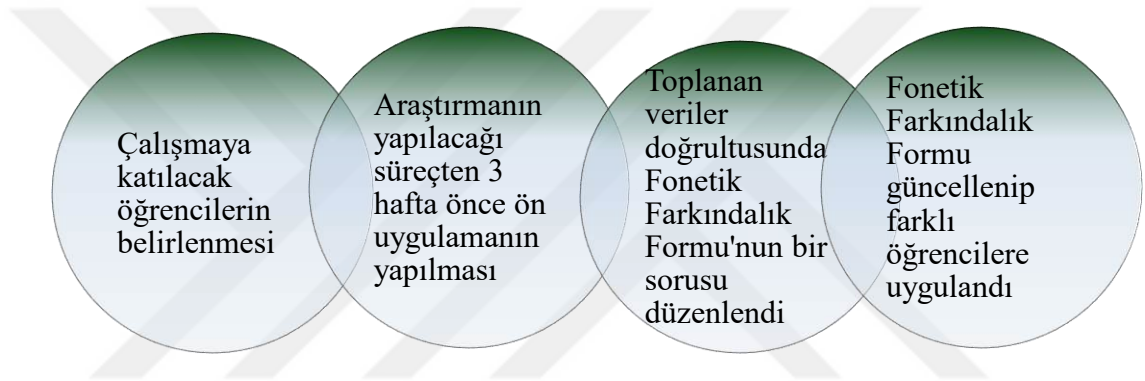 Çalışmaya
katılacak
öğrencilerin
belirlenmesi
Araştırmanın
yapılacağı
süreçten 3
hafta önce ön
uygulamanın
yapılması
Toplanan
veriler
doğrultusunda
Fonetik
Farkındalık
Formu'nun bir
sorusu
düzenlendi
Fonetik
Farkındalık
Formu
güncellenip
farklı
öğrencilere
uygulandı